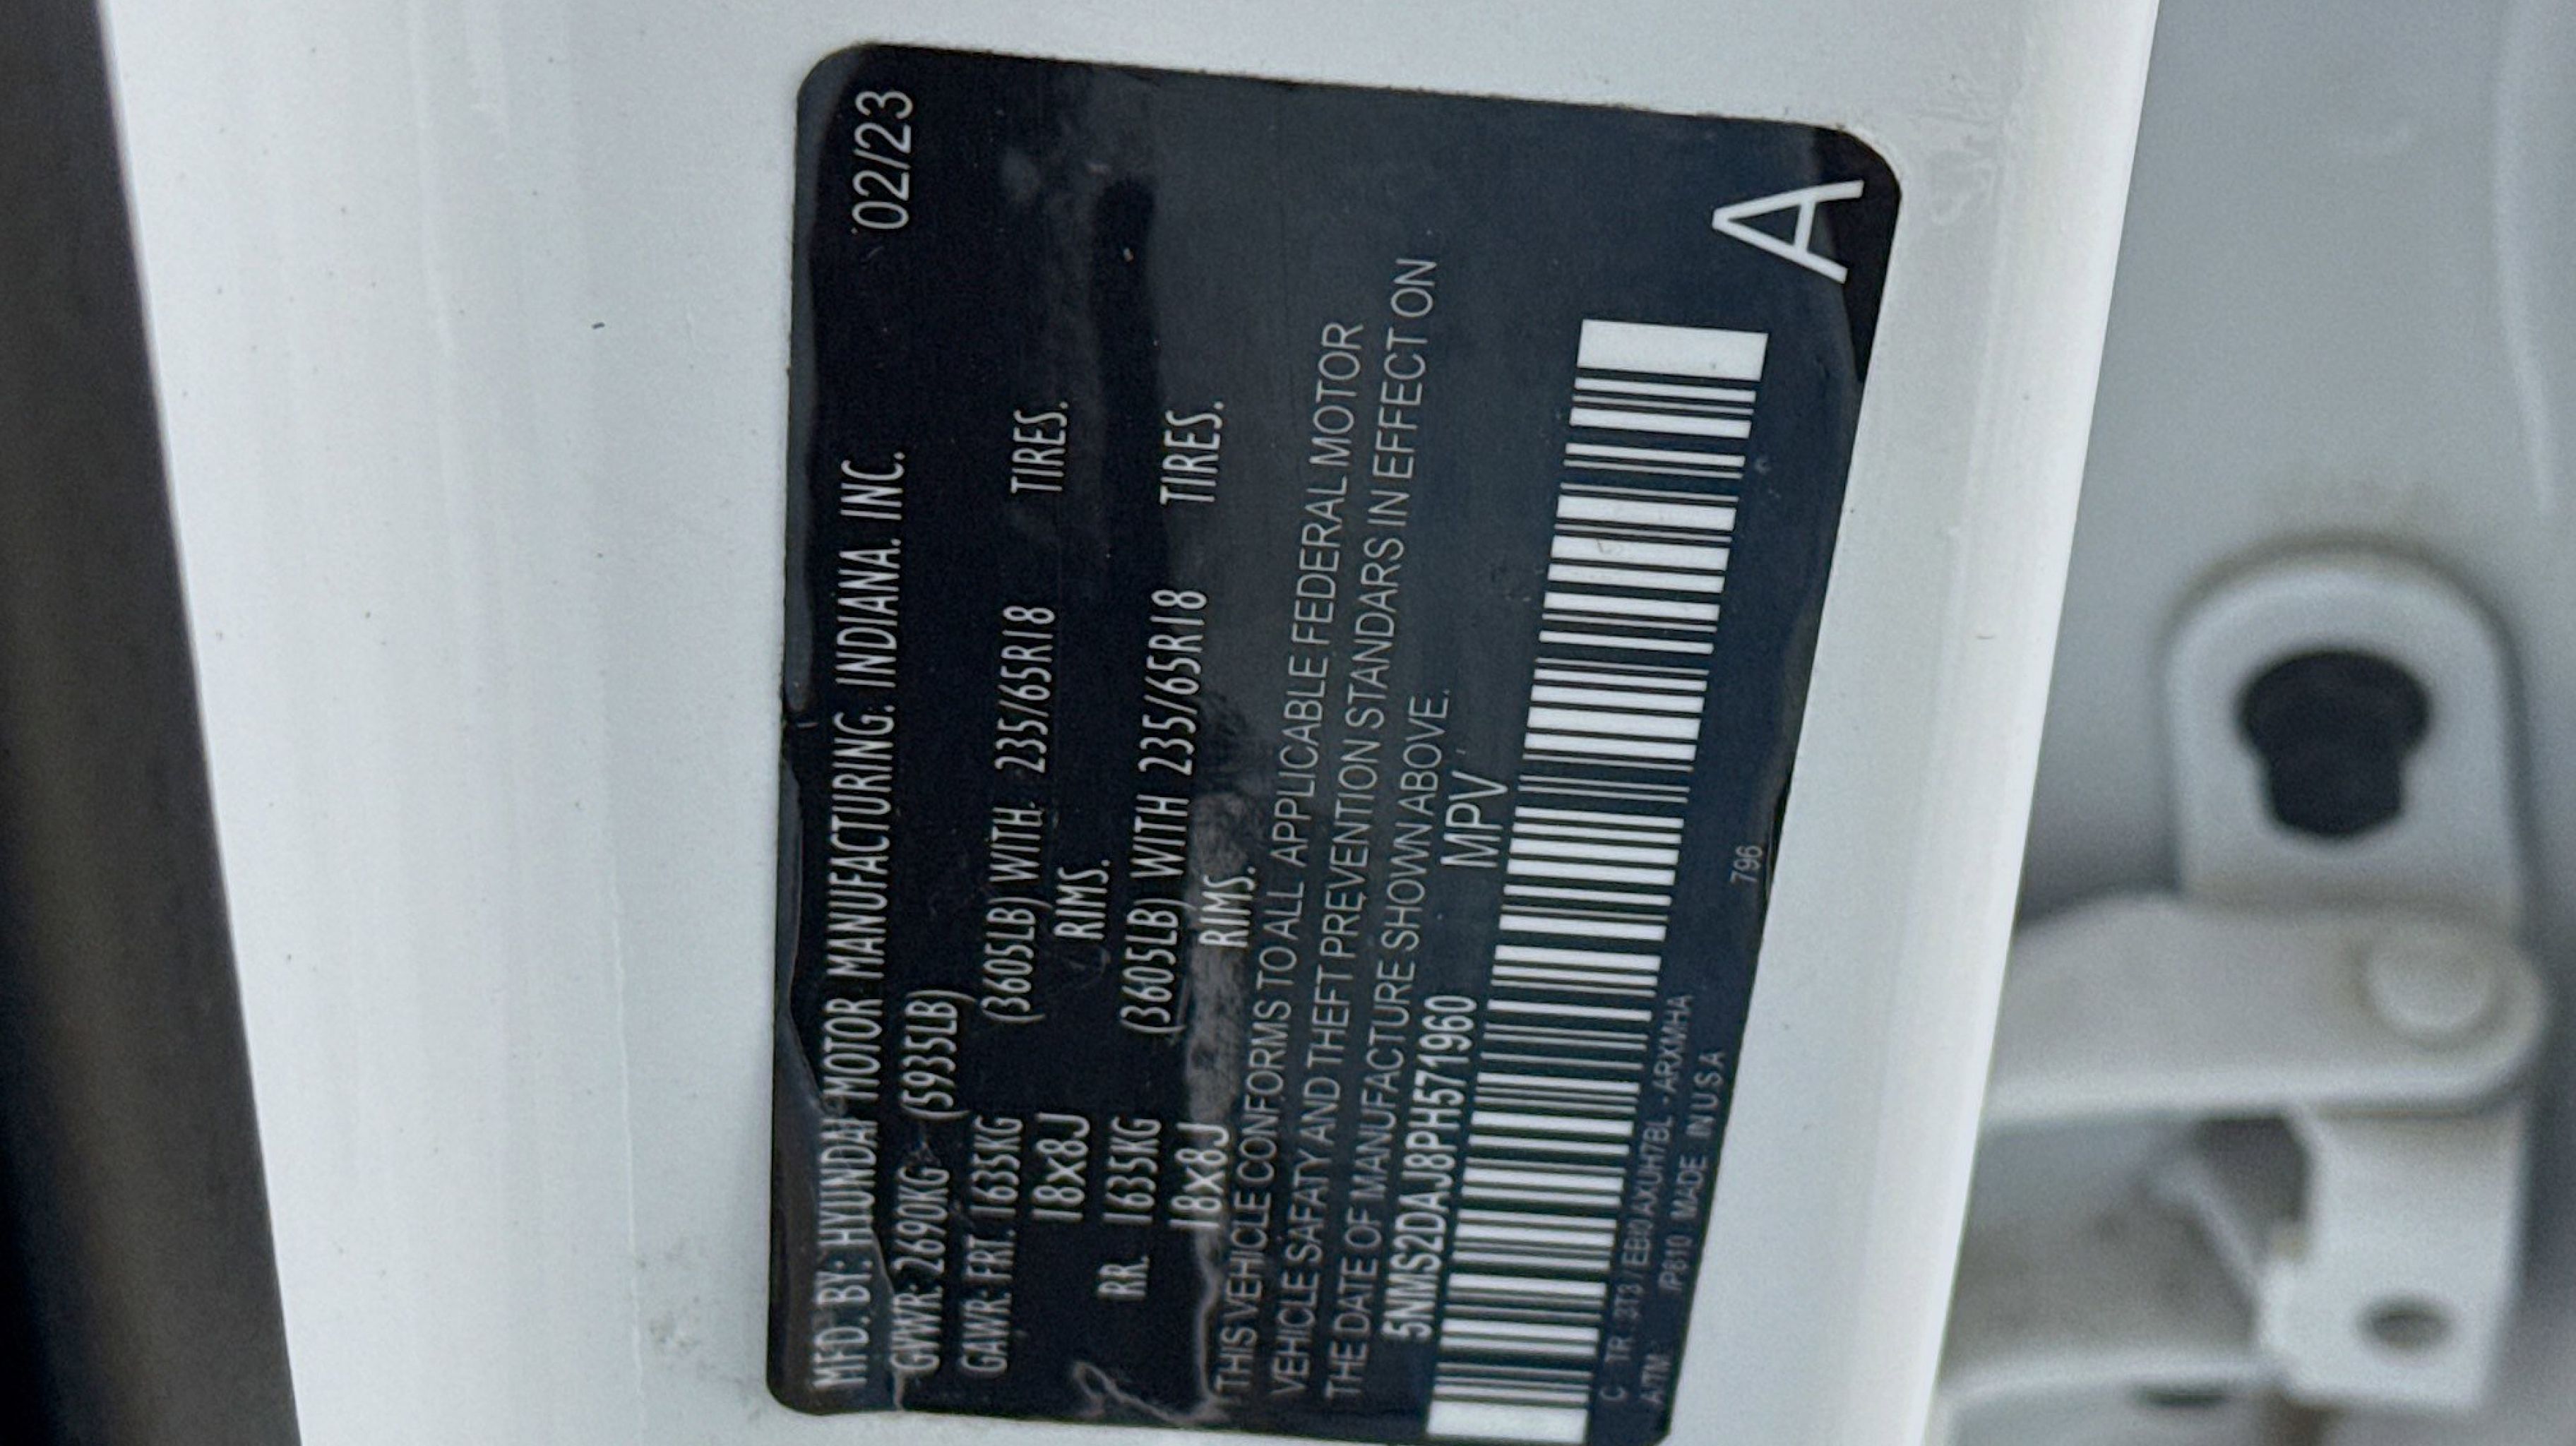 MFD. BY: HYUNDAI MOTOR MANUFACTURING. INDIANA. INC. 02/23
GVWR: 2690KG (5935LB)
GAWR: FRT. 1635KG (3605LB) WITH 235/65R18 TIRES.
18x8J RIMS.
RR. 1635KG (3605LB) WITH 235/65R18 TIRES.
18x8J RIMS.
THIS VEHICLE CONFORMS TO ALL APPLICABLE FEDERAL MOTOR
VEHICLE SAFATY AND THEFT PREVENTION STANDARS IN EFFECT ON
THE DATE OF MANUFACTURE SHOWN ABOVE.
5NMS2DAJ8PH571960 MPV
A
C TR 796
MADE IN U.S.A